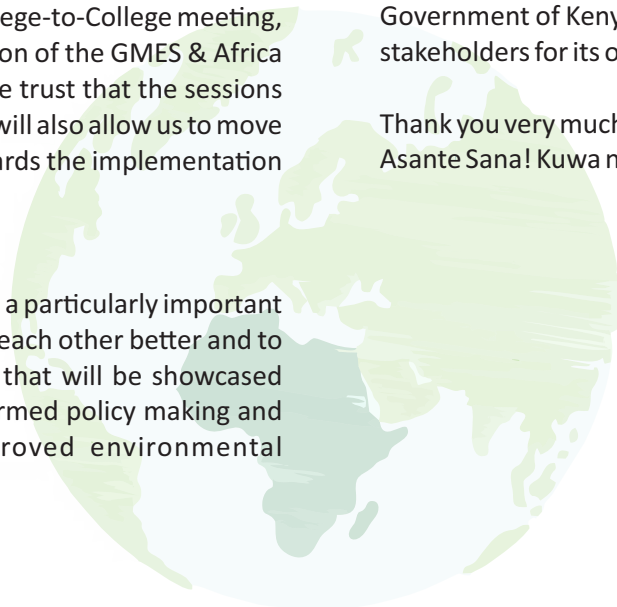 ege-to-College meeting,
on of the GMES & Africa
e trust that the sessions
will also allow us to move
ards the implementation
a particularly important
each other better and to
that will be showcased
rmed policy making and
roved environmental
Government of Keny
stakeholders for its o
Thank you very much
Asante Sana! Kuwa n